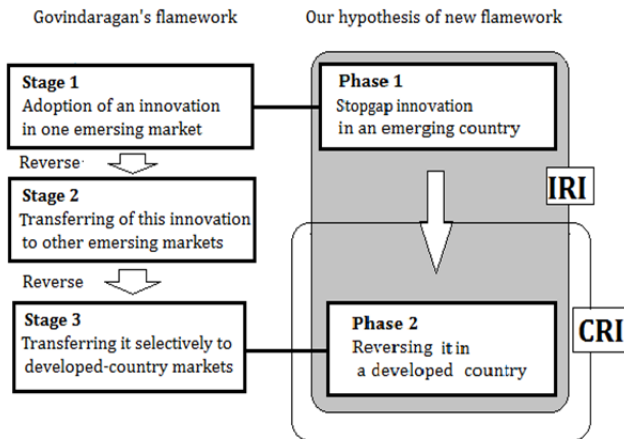 Govindaragan's flamework
Our hypothesis of new flamework
Stage 1
Adoption of an innovation
in one emersing market
Reverse
Stage 2
Transferring of this innovation
to other emersing markets
Reverse
Stage 3
Transferring it selectively to
developed-country markets
Phase 1
Stopgap innovation
in an emerging country
IRI
Phase 2
Reversing it in
a developed country
CRI